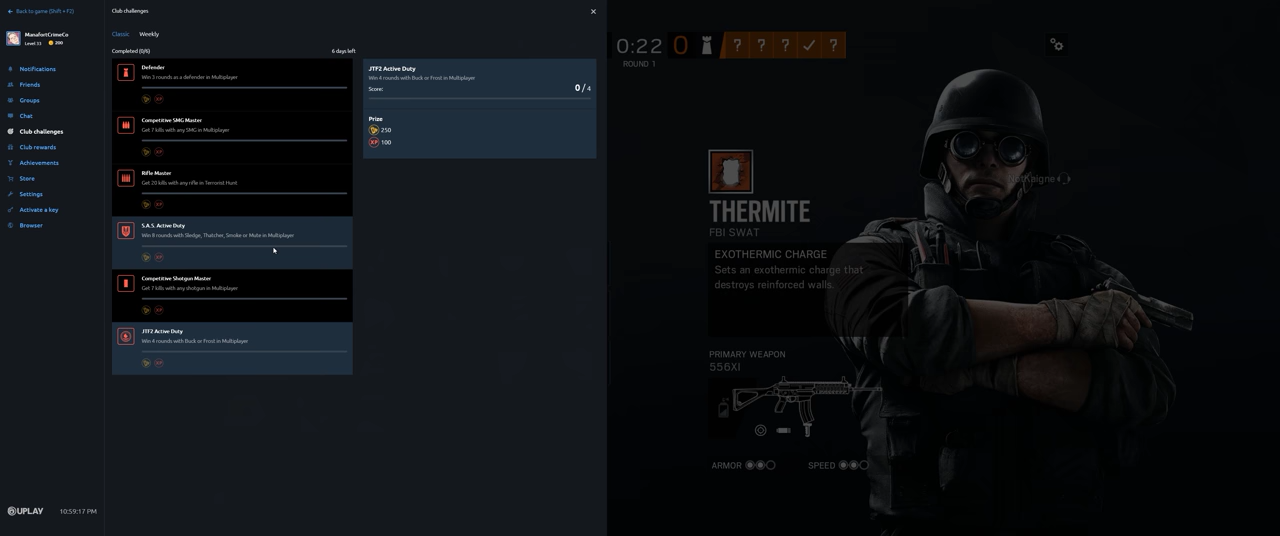 Back to game (Shift + F2)
ManafortCrimeCo
Level 33
200
Notifications
Friends
Groups
Chat
Club challenges
Club rewards
Achievements
Store
Settings
Activate a key
Browser
UPLAY
10:59:17 PM
Club challenges
Classic Weekly
Completed (0/6) 6 days left
Defender
Win 3 rounds as a defender in Multiplayer
XP
Competitive SMG Master
Get 7 kills with any SMG in Multiplayer
XP
Rifle Master
Get 20 kills with any rifle in Terrorist Hunt
XP
S.A.S. Active Duty
Win 8 rounds with Sledge, Thatcher, Smoke or Mute in Multiplayer
XP
Competitive Shotgun Master
Get 7 kills with any shotgun in Multiplayer
XP
JTF2 Active Duty
Win 4 rounds with Buck or Frost in Multiplayer
XP
JTF2 Active Duty
Win 4 rounds with Buck or Frost in Multiplayer
Score: 0 / 4
Prize
250
XP 100
0:22 0 ? ? ? ?
ROUND 1
THERMITE
FBI SWAT
EXOTHERMIC CHARGE
Sets an exothermic charge that
destroys reinforced walls.
PRIMARY WEAPON
556XI
ARMOR SPEED